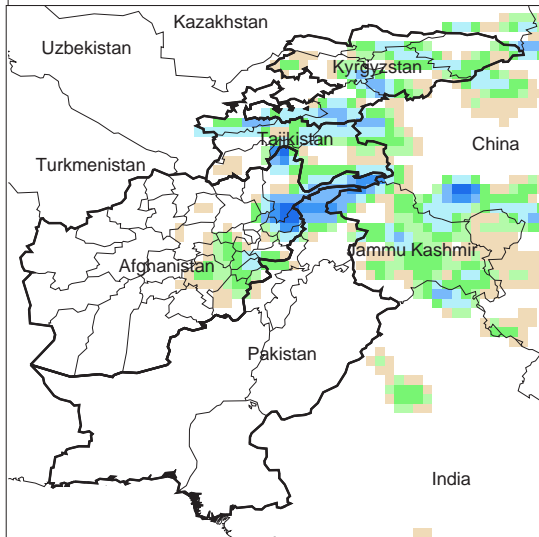 Kazakhstan
Uzbekistan
Kyrgyzstan
Tajikistan
China
Turkmenistan
Jammu Kashmir
Afghanistan
Pakistan
India